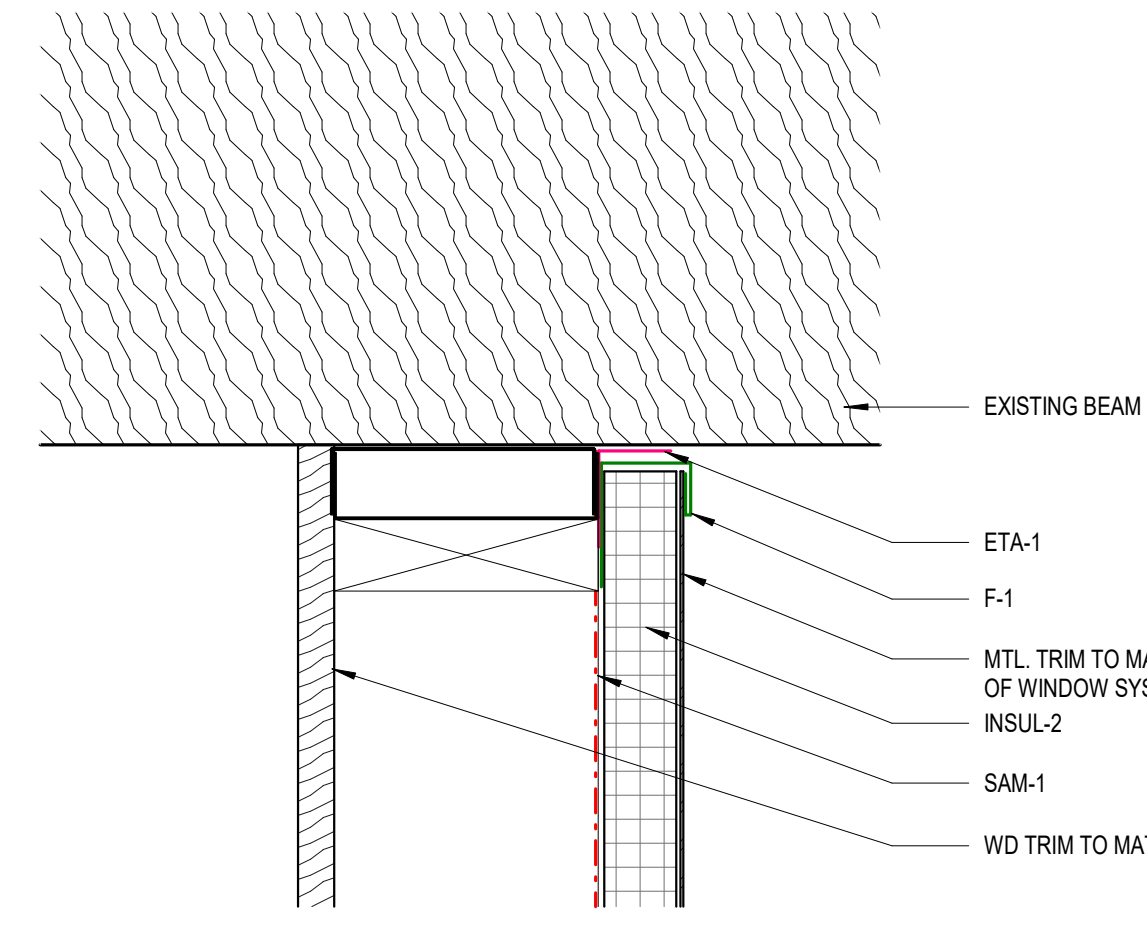 EXISTING BEAM
ETA-1
F-1
MTL. TRIM TO MA
OF WINDOW SYS
INSUL-2
SAM-1
WD TRIM TO MAT